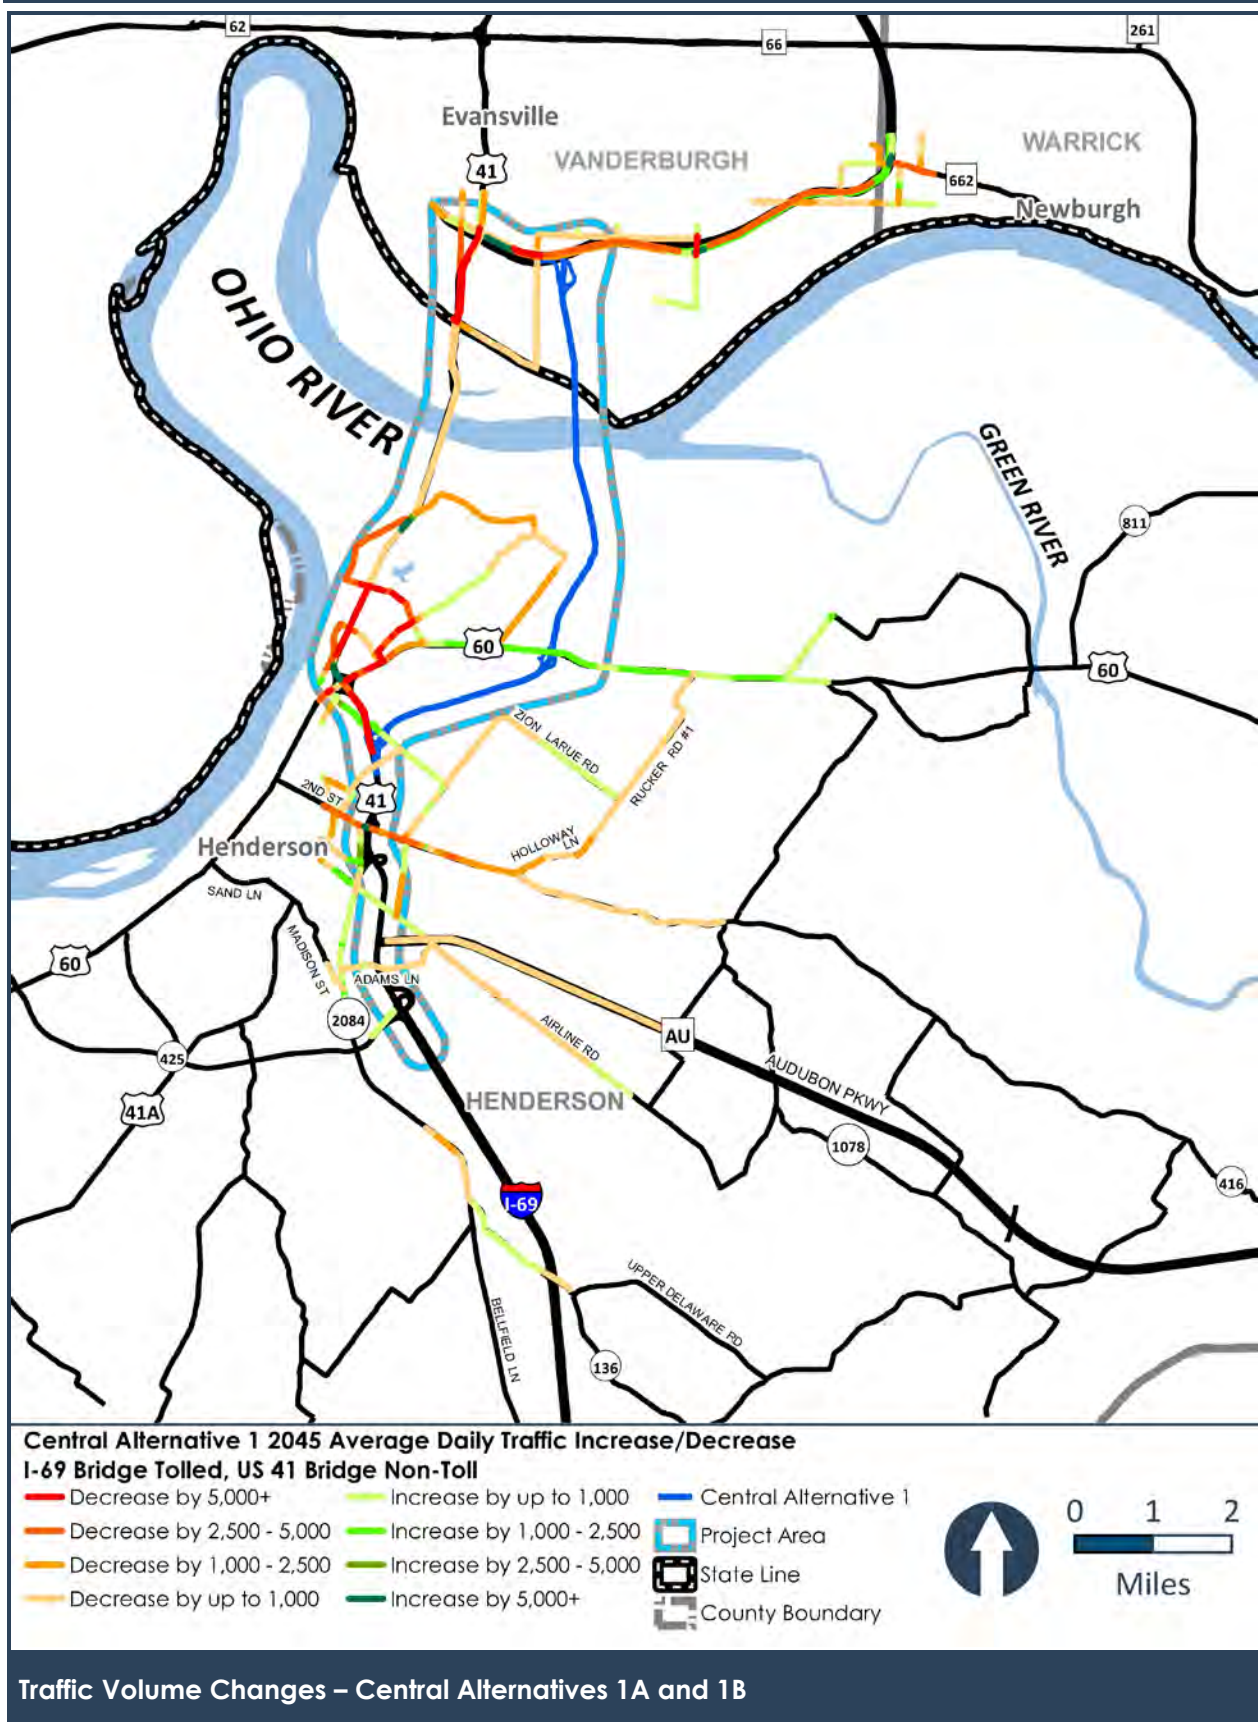 62
66
261
Evansville
41
VANDERBURGH
WARRICK
662
Newburgh
OHIO RIVER
GREEN RIVER
811
60
60
ZION LARUE RD
RUCKER RD #1
2ND ST
41
HOLLOWAY LN
Henderson
SAND LN
60
MADISON ST
ADAMS LN
2084
AIRLINE RD
AU
AUDUBON PKWY
425
41A
HENDERSON
1078
416
I-69
UPPER DELAWARE RD
BELLFIELD LN
136
Central Alternative 1 2045 Average Daily Traffic Increase/Decrease
I-69 Bridge Tolled, US 41 Bridge Non-Toll
Decrease by 5,000+
Decrease by 2,500 - 5,000
Decrease by 1,000 - 2,500
Decrease by up to 1,000
Increase by up to 1,000
Increase by 1,000 - 2,500
Increase by 2,500 - 5,000
Increase by 5,000+
Central Alternative 1
Project Area
State Line
County Boundary
0 1 2
Miles
Traffic Volume Changes – Central Alternatives 1A and 1B